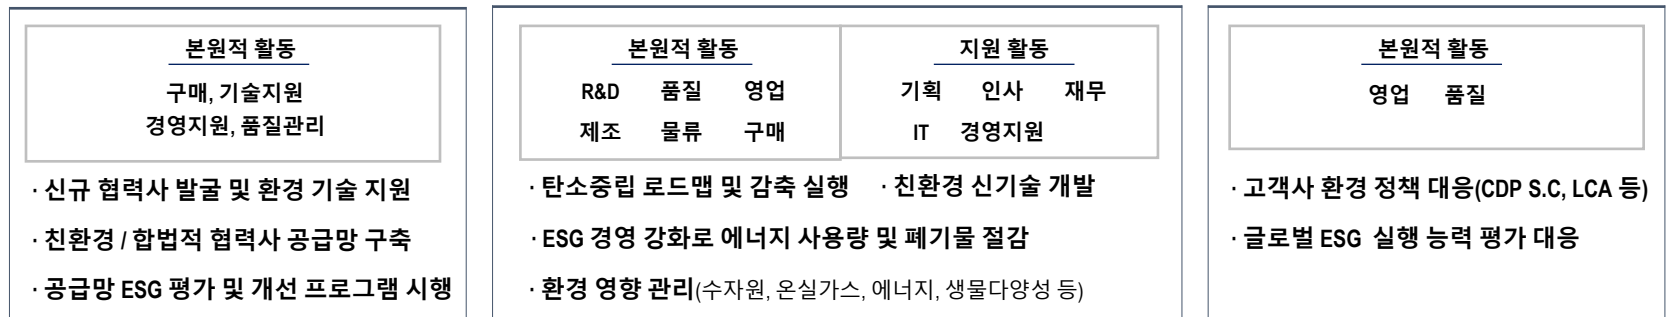 본원적 활동
구매, 기술지원
경영지원, 품질관리
· 신규 협력사 발굴 및 환경 기술 지원
· 친환경 / 합법적 협력사 공급망 구축
· 공급망 ESG 평가 및 개선 프로그램 시행
본원적 활동
R&D 품질 영업
제조 물류 구매
지원 활동
기획 인사 재무
IT 경영지원
· 탄소중립 로드맵 및 감축 실행 · 친환경 신기술 개발
· ESG 경영 강화로 에너지 사용량 및 폐기물 절감
· 환경 영향 관리(수자원, 온실가스, 에너지, 생물다양성 등)
본원적 활동
영업 품질
· 고객사 환경 정책 대응(CDP S.C, LCA 등)
· 글로벌 ESG 실행 능력 평가 대응